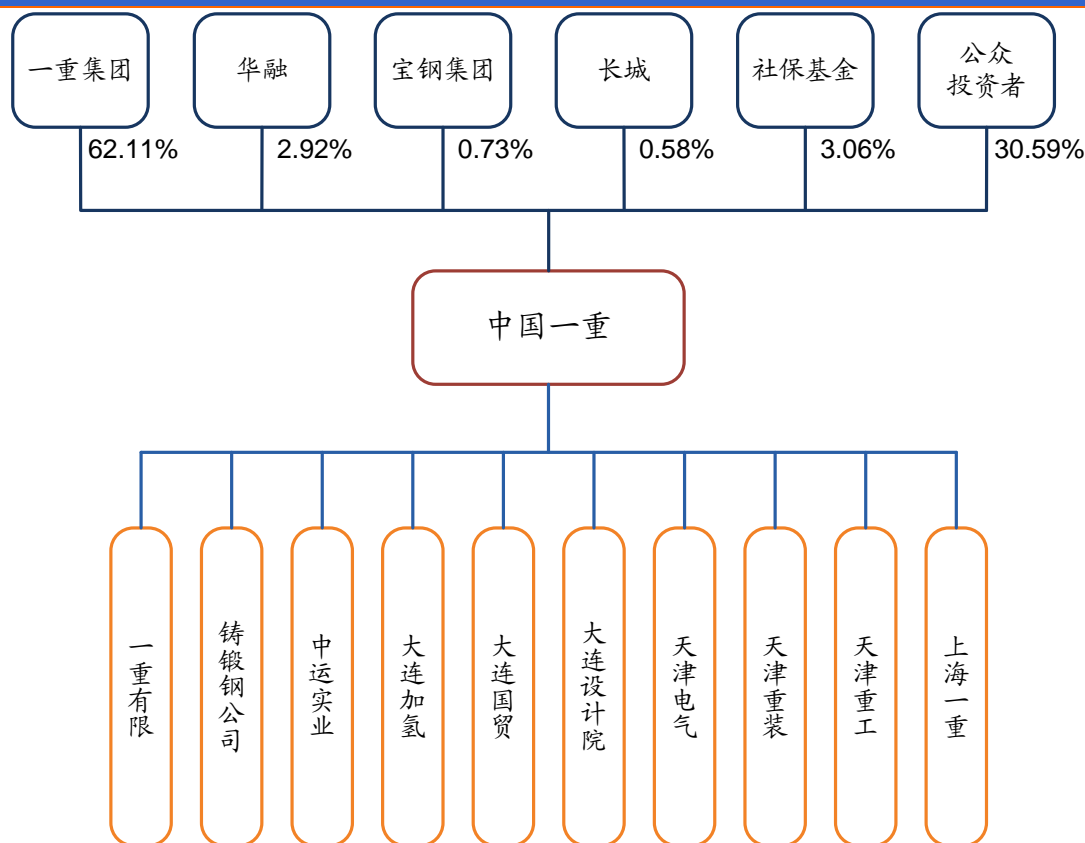 一重集团
华融
宝钢集团
长城
社保基金
公众
投资者
62.11%
2.92%
0.73%
0.58%
3.06%
30.59%
中国一重
一重有限
铸锻钢公司
中运实业
大连加氢
大连国贸
大连设计院
天津电气
天津重装
天津重工
上海一重